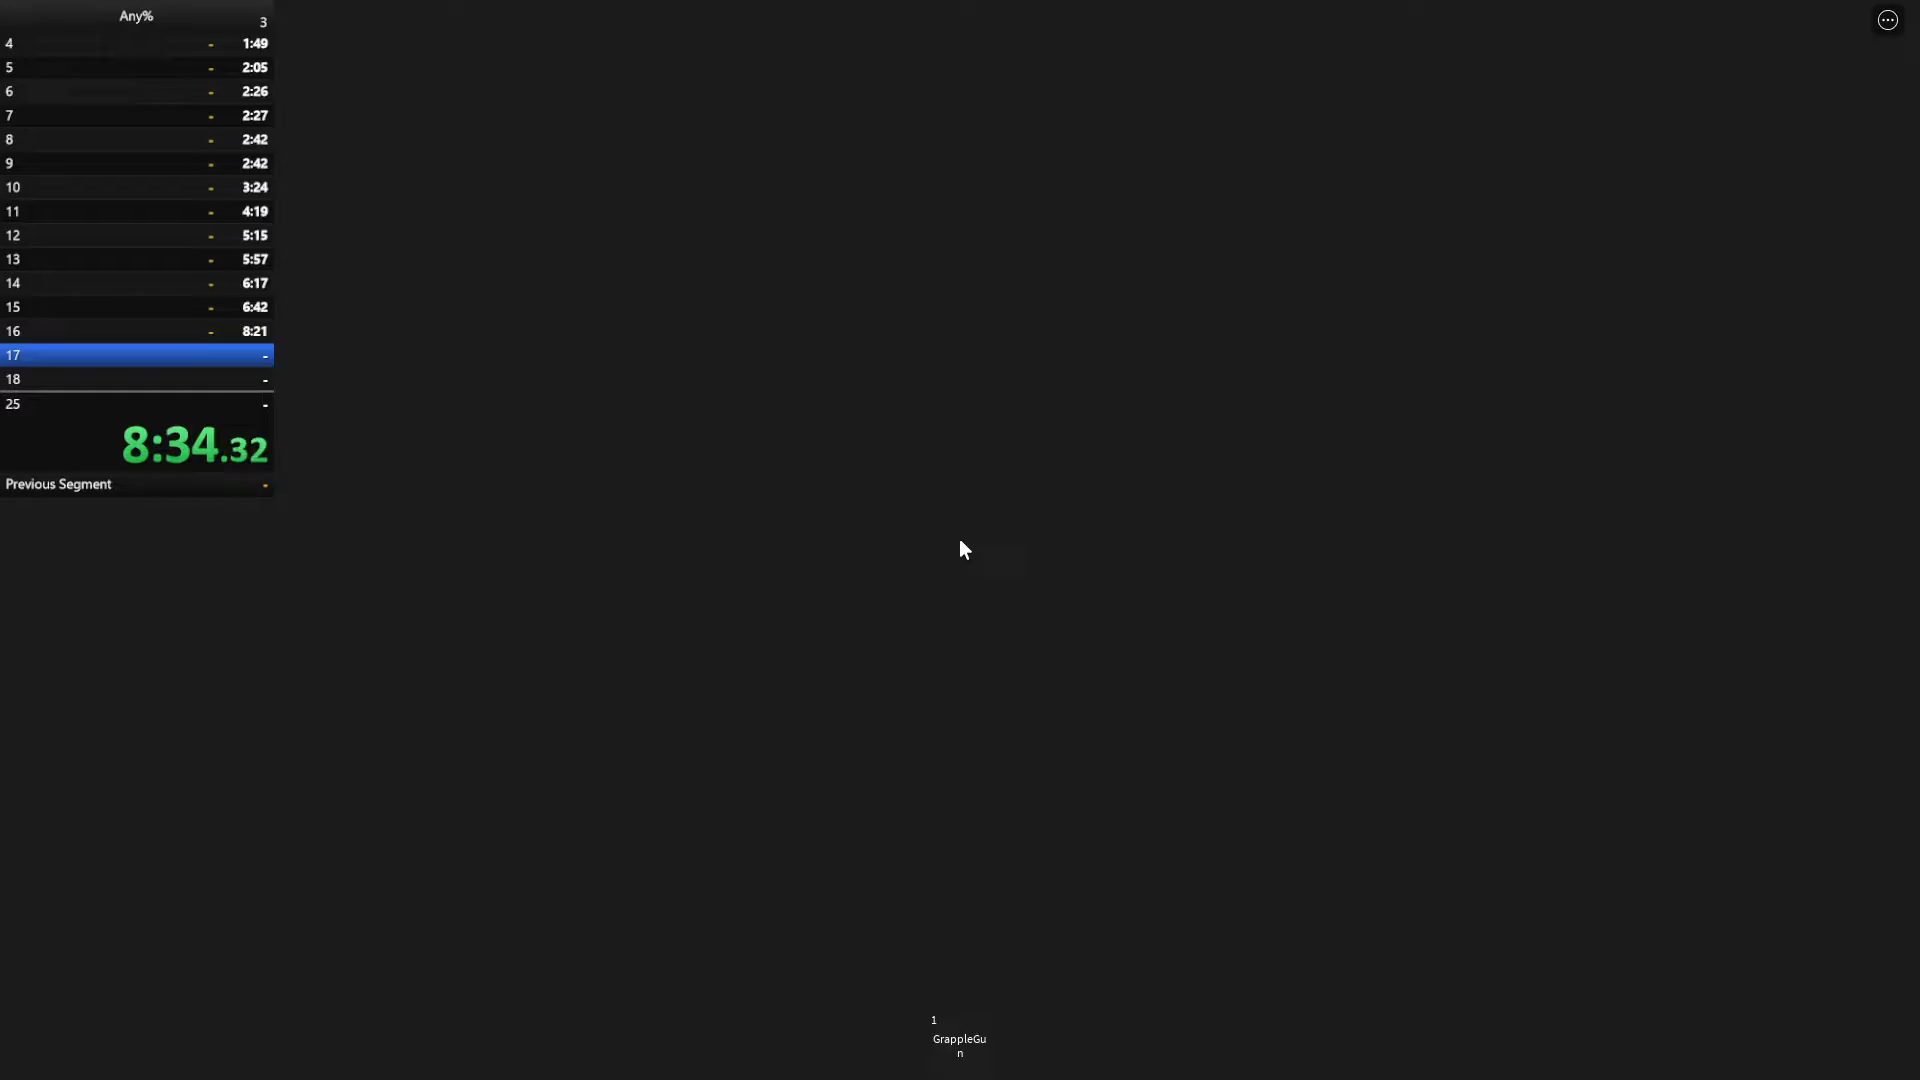 Any%
3
4 - 1:49
5 - 2:05
6 - 2:26
7 - 2:27
8 - 2:42
9 - 2:42
10 - 3:24
11 - 4:19
12 - 5:15
13 - 5:57
14 - 6:17
15 - 6:42
16 - 8:21
17 -
18 -
25 -
8:34.32
Previous Segment -
1
GrappleGu
n